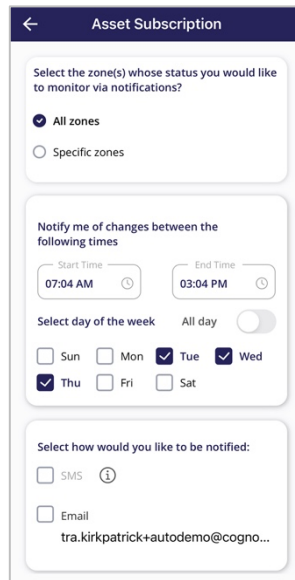 Asset Subscription
Select the zone(s) whose status you would like
to monitor via notifications?
All zones
Specific zones
Notify me of changes between the
following times
Start Time End Time
07:04 AM 03:04 PM
Select day of the week All day
Sun Mon Tue Wed
Thu Fri Sat
Select how would you like to be notified:
SMS
Email
tra.kirkpatrick+autodemo@cogno...